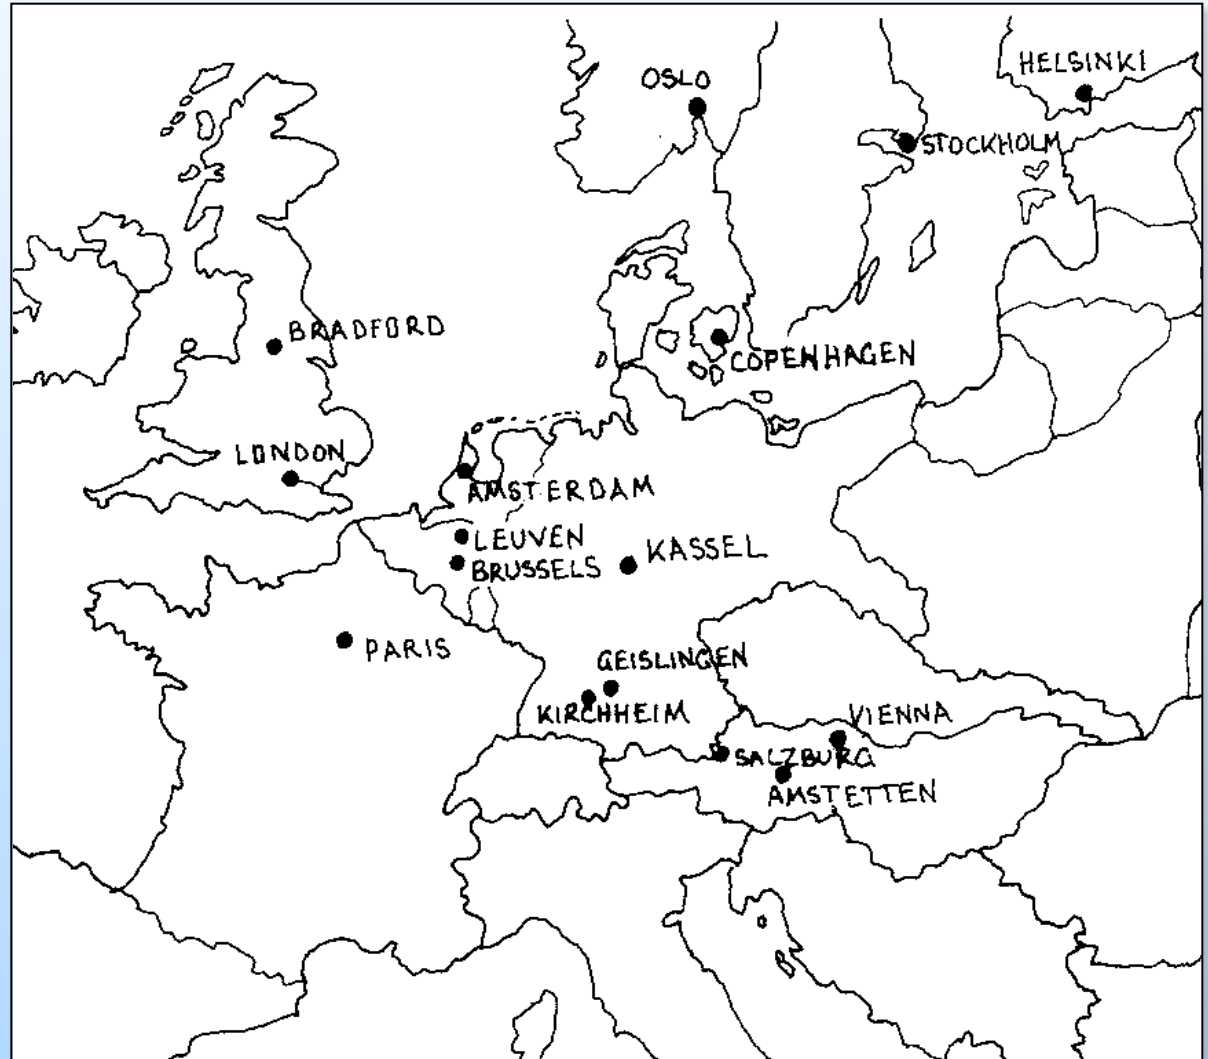 HELSINKI
OSLO
STOCKHOLM
BRADFORD
COPENHAGEN
LONDON
AMSTERDAM
LEUVEN
KASSEL
BRUSSELS
PARIS
GEISLINGEN
KIRCHHEIM
VIENNA
SALZBURG
AMSTETTEN